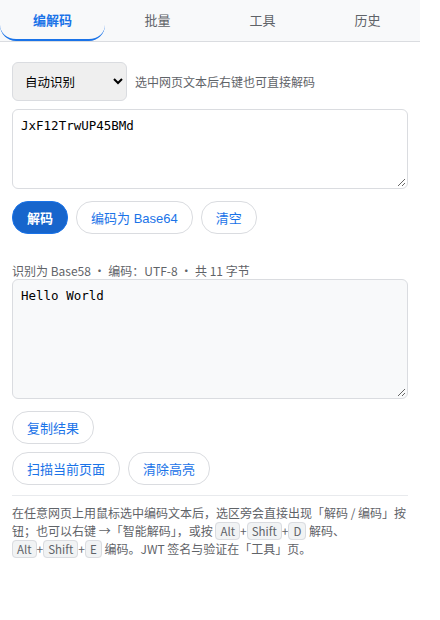 编解码 批量 工具 历史
自动识别 选中网页文本后右键也可直接解码
JxF12TrwUP45BMd
解码 编码为 Base64 清空
识别为 Base58 · 编码：UTF-8 · 共 11 字节
Hello World
复制结果
扫描当前页面 清除高亮
在任意网页上用鼠标选中编码文本后，选区旁会直接出现「解码 / 编码」按
钮；也可以右键 →「智能解码」，或按 Alt+Shift+D 解码、
Alt+Shift+E 编码。JWT 签名与验证在「工具」页。